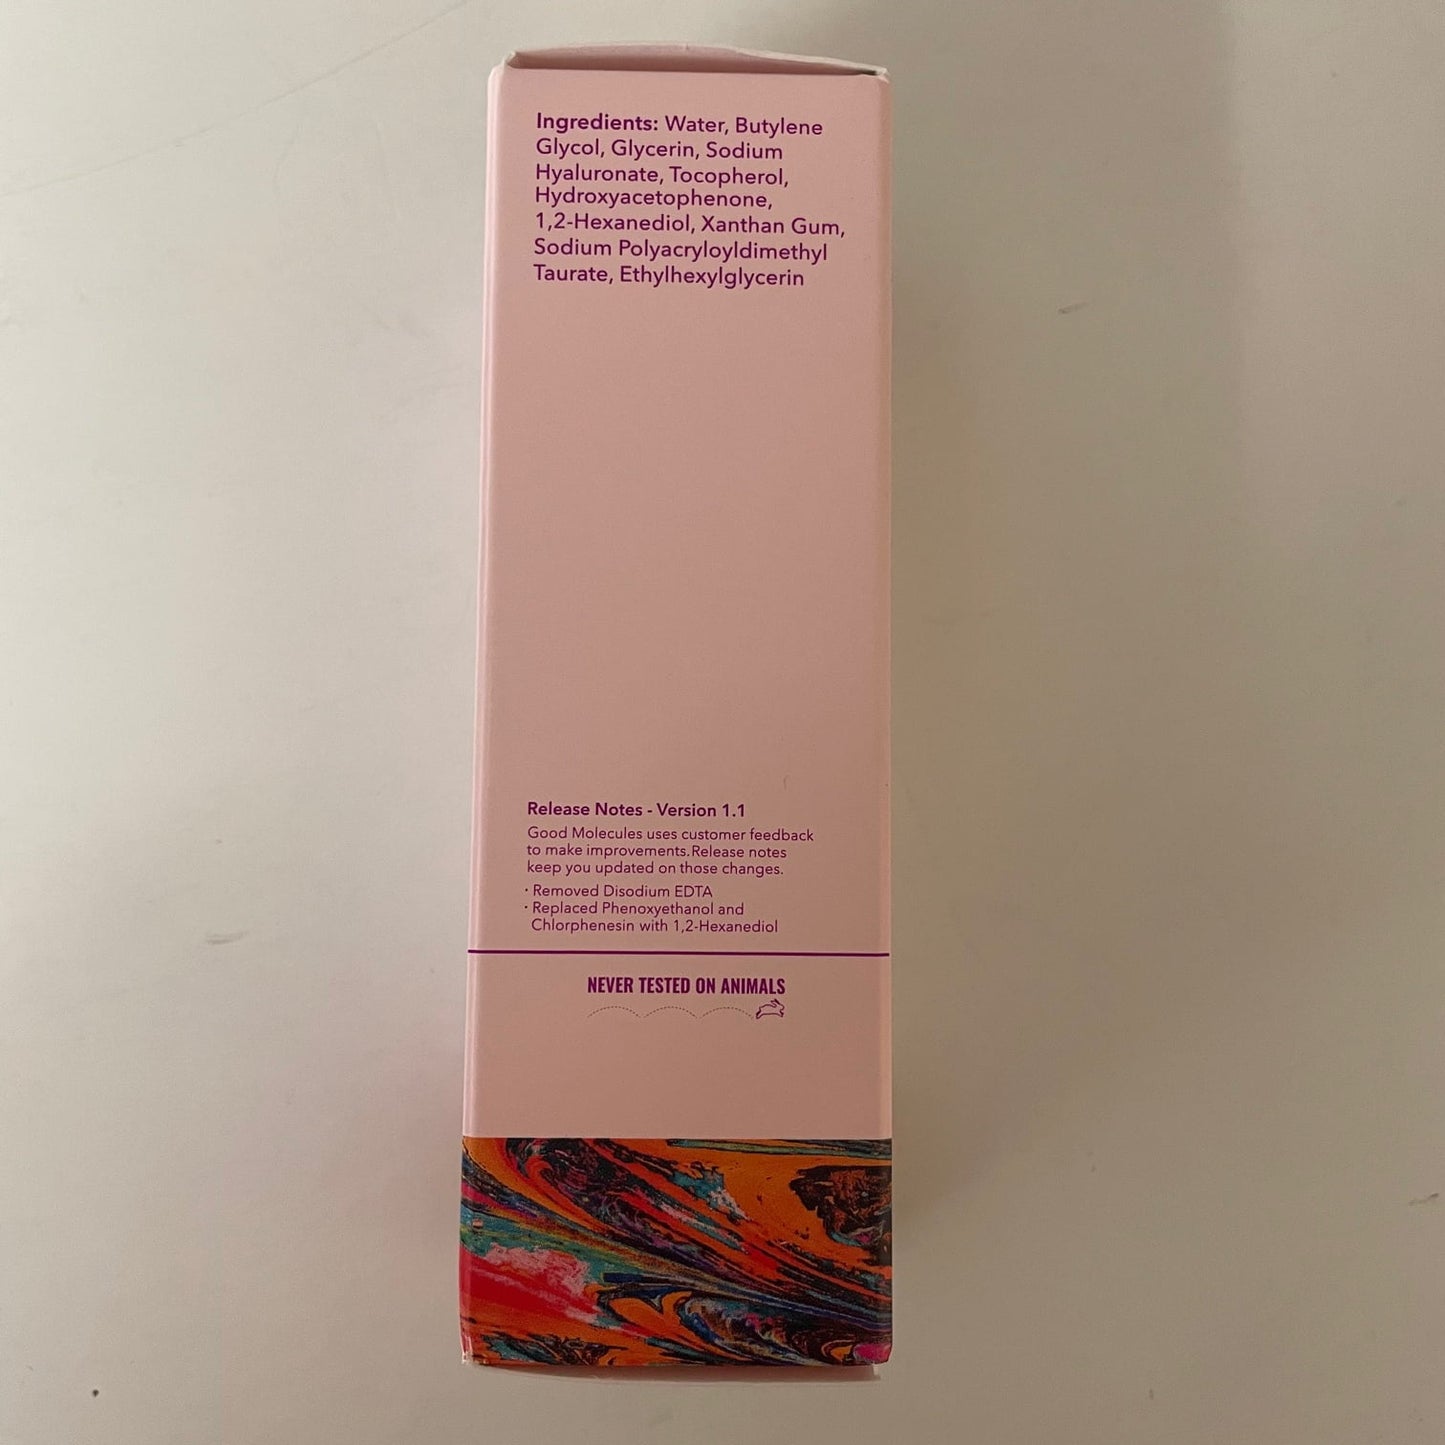 Ingredients: Water, Butylene
Glycol, Glycerin, Sodium
Hyaluronate, Tocopherol,
Hydroxyacetophenone,
1,2-Hexanediol, Xanthan Gum,
Sodium Polyacryloyldimethyl
Taurate, Ethylhexylglycerin
Release Notes - Version 1.1
Good Molecules uses customer feedback
to make improvements.Release notes
keep you updated on those changes.
· Removed Disodium EDTA
· Replaced Phenoxyethanol and
Chlorphenesin with 1,2-Hexanediol
NEVER TESTED ON ANIMALS